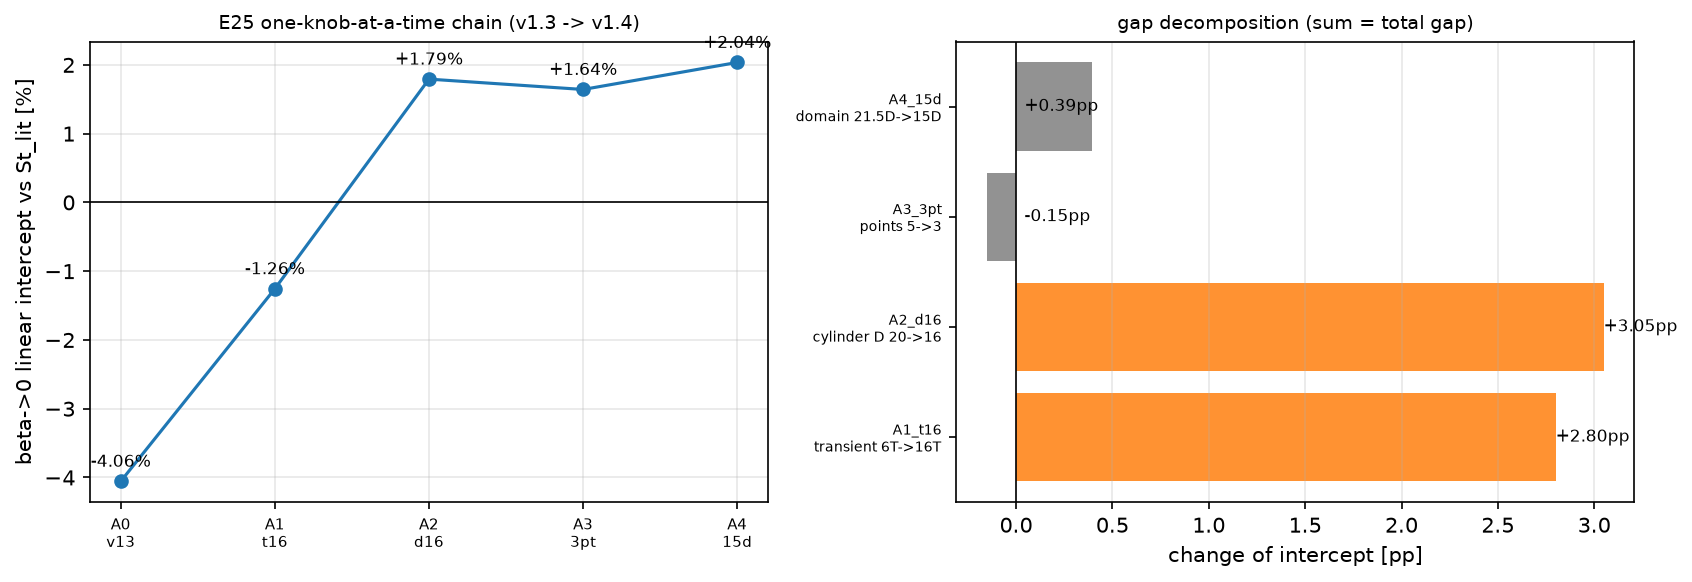 E25 one-knob-at-a-time chain (v1.3 -> v1.4)
beta->0 linear intercept vs St_lit [%]
2
1
0
−1
−2
−3
−4
-4.06%
-1.26%
+1.79%
+1.64%
+2.04%
A0
v13
A1
t16
A2
d16
A3
3pt
A4
15d
gap decomposition (sum = total gap)
A4_15d
domain 21.5D->15D
+0.39pp
A3_3pt
points 5->3
-0.15pp
A2_d16
cylinder D 20->16
+3.05pp
A1_t16
transient 6T->16T
+2.80pp
0.0
0.5
1.0
1.5
2.0
2.5
3.0
change of intercept [pp]